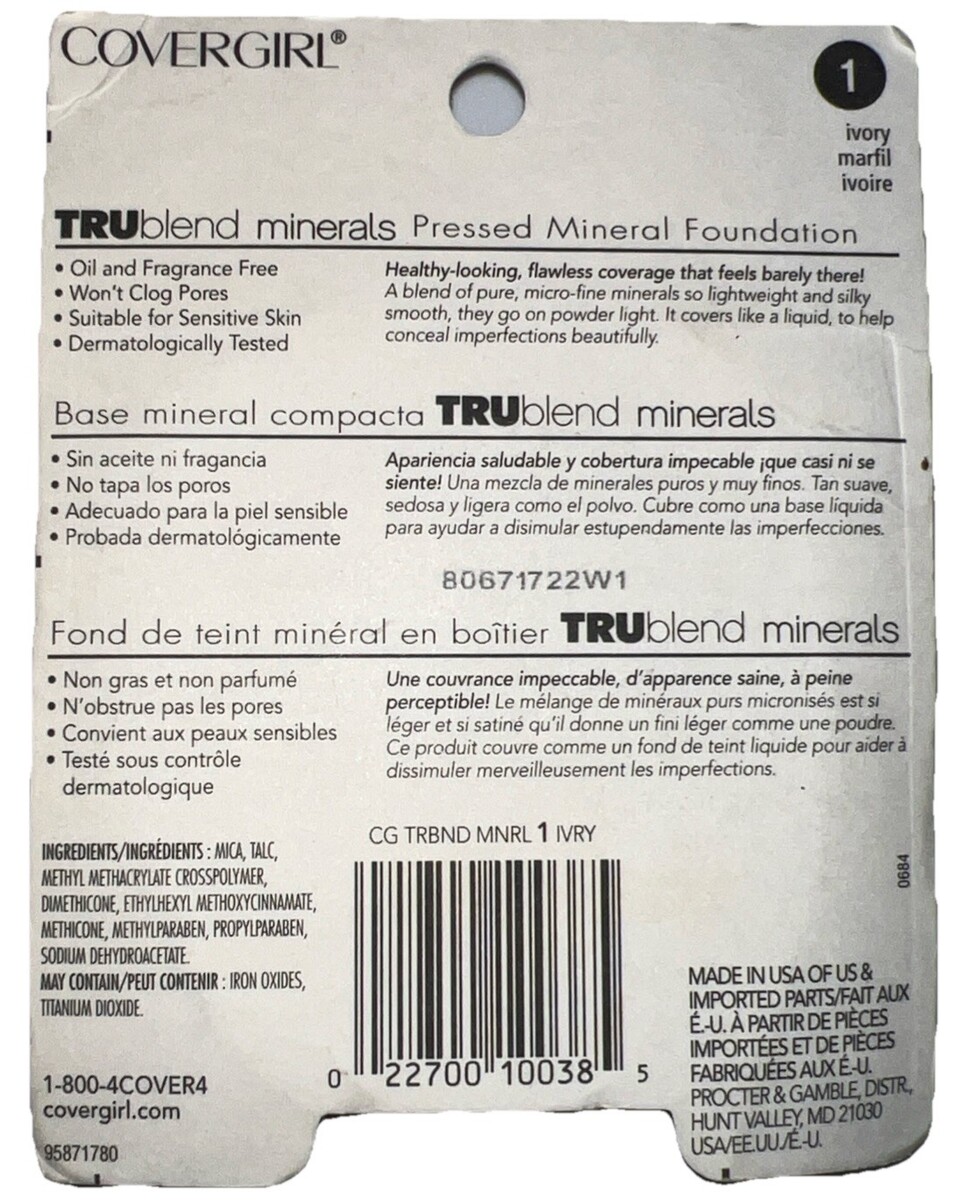 COVERGIRL®
1
ivory
marfil
ivoire
TRUblend minerals Pressed Mineral Foundation
• Oil and Fragrance Free
• Won't Clog Pores
• Suitable for Sensitive Skin
• Dermatologically Tested
Healthy-looking, flawless coverage that feels barely there!
A blend of pure, micro-fine minerals so lightweight and silky
smooth, they go on powder light. It covers like a liquid, to help
conceal imperfections beautifully.
Base mineral compacta TRUblend minerals
• Sin aceite ni fragancia
• No tapa los poros
• Adecuado para la piel sensible
• Probada dermatológicamente
Apariencia saludable y cobertura impecable ¡que casi ni se
siente! Una mezcla de minerales puros y muy finos. Tan suave,
sedosa y ligera como el polvo. Cubre como una base líquida
para ayudar a disimular estupendamente las imperfecciones.
80671722W1
Fond de teint minéral en boîtier TRUblend minerals
• Non gras et non parfumé
• N'obstrue pas les pores
• Convient aux peaux sensibles
• Testé sous contrôle
dermatologique
Une couvrance impeccable, d'apparence saine, à peine
perceptible! Le mélange de minéraux purs micronisés est si
léger et si satiné qu'il donne un fini léger comme une poudre.
Ce produit couvre comme un fond de teint liquide pour aider à
dissimuler merveilleusement les imperfections.
INGREDIENTS/INGRÉDIENTS : MICA, TALC,
METHYL METHACRYLATE CROSSPOLYMER,
DIMETHICONE, ETHYLHEXYL METHOXYCINNAMATE,
METHICONE, METHYLPARABEN, PROPYLPARABEN,
SODIUM DEHYDROACETATE.
MAY CONTAIN/PEUT CONTENIR : IRON OXIDES,
TITANIUM DIOXIDE.
1-800-4COVER4
covergirl.com
95871780
CG TRBND MNRL 1 IVRY
0 22700 10038 5
0684
MADE IN USA OF US &
IMPORTED PARTS/FAIT AUX
É.-U. À PARTIR DE PIÈCES
IMPORTÉES ET DE PIÈCES
FABRIQUÉES AUX É.-U.
PROCTER & GAMBLE, DISTR.,
HUNT VALLEY, MD 21030
USA/EE.UU./É.-U.